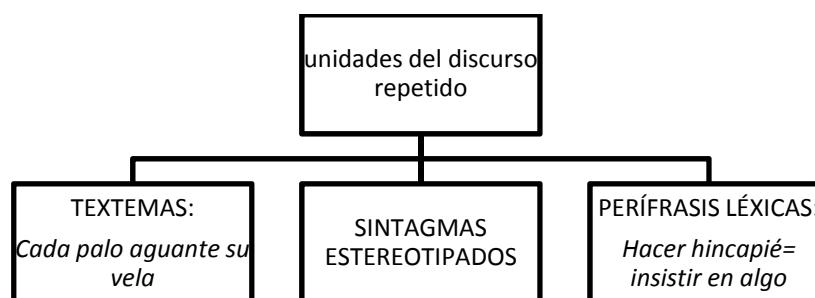 unidades del discurso
repetido
TEXTEMAS:
Cada palo aguante su
vela
SINTAGMAS
ESTEREOTIPADOS
PERÍFRASIS LÉXICAS:
Hacer hincapié=
insistir en algo